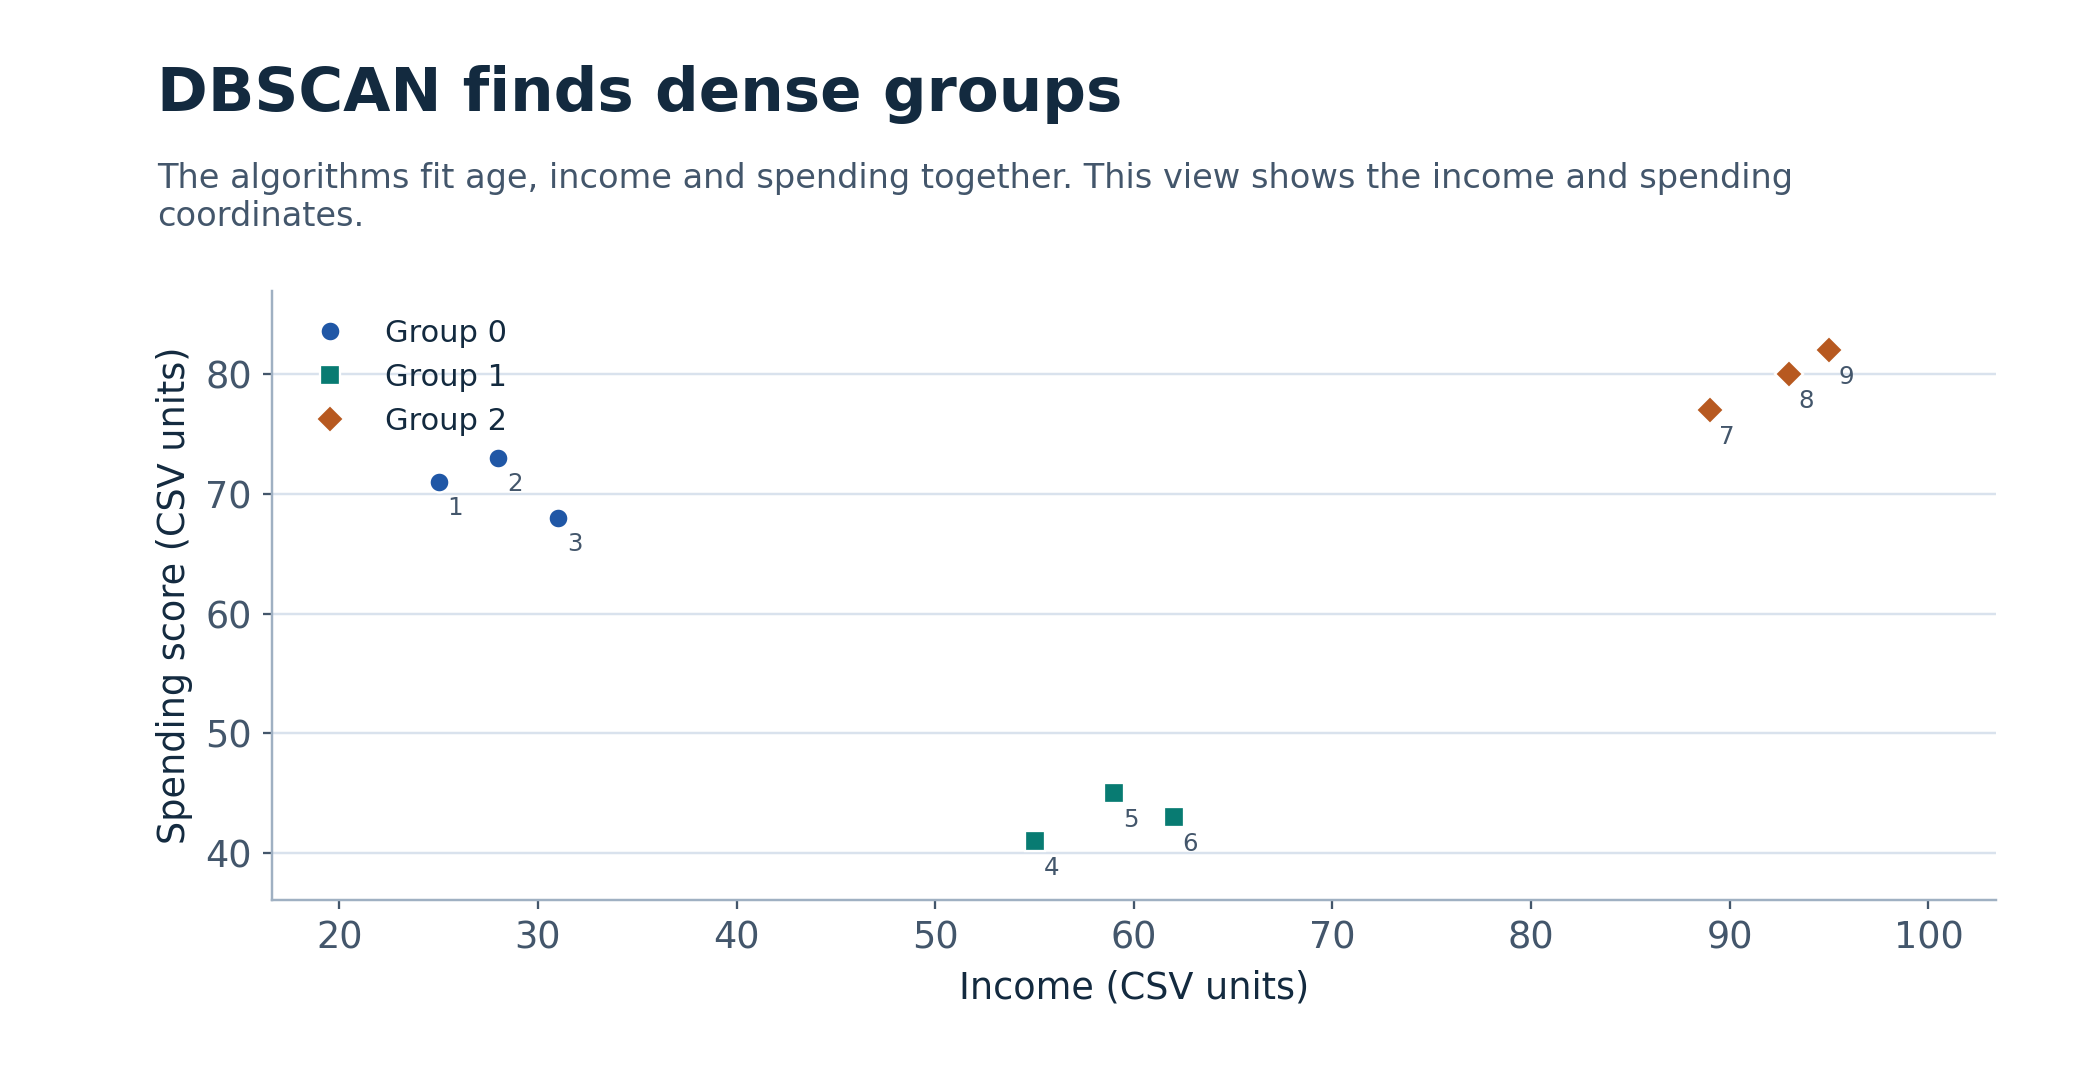 DBSCAN finds dense groups
The algorithms fit age, income and spending together. This view shows the income and spending
coordinates.
Group 0
Group 1
Group 2
Spending score (CSV units)
80
70
60
50
40
1
2
3
4
5
6
7
8
9
20 30 40 50 60 70 80 90 100
Income (CSV units)